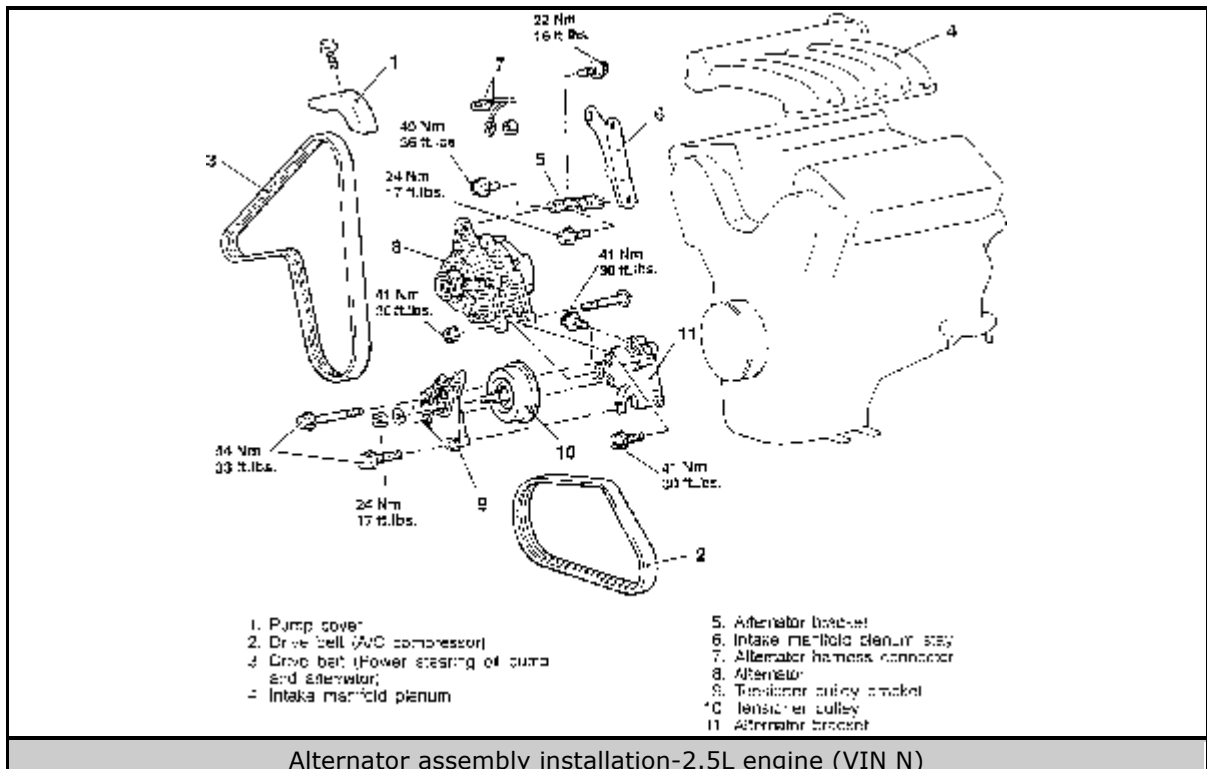 22 Nm
16 ft.lbs.
4
1
7
6
3
24 Nm
17 ft.lbs.
5
8
41 Nm
30 ft.lbs.
41 Nm
30 ft.lbs.
11
10
44 Nm
33 ft.lbs.
41 Nm
30 ft.lbs.
24 Nm
17 ft.lbs.
9
2
1. Pump cover
2. Drive belt (A/C compressor)
3. Drive belt (Power steering oil pump
and alternator)
4. Intake manifold plenum
5. Alternator bracket
6. Intake manifold plenum stay
7. Alternator harness connector
8. Alternator
9. Tensioner pulley bracket
10. Tensioner pulley
11. Alternator bracket
Alternator assembly installation-2.5L engine (VIN N)